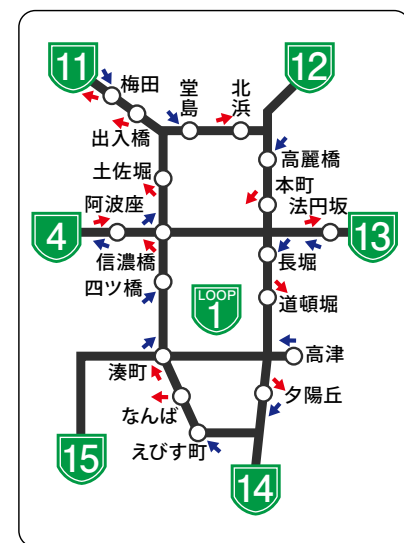 11
12
梅田
堂島
北浜
出入橋
高麗橋
土佐堀
本町
阿波座
法円坂
4
13
信濃橋
長堀
四ツ橋
LOOP
1
道頓堀
高津
湊町
夕陽丘
なんば
えびす町
15
14